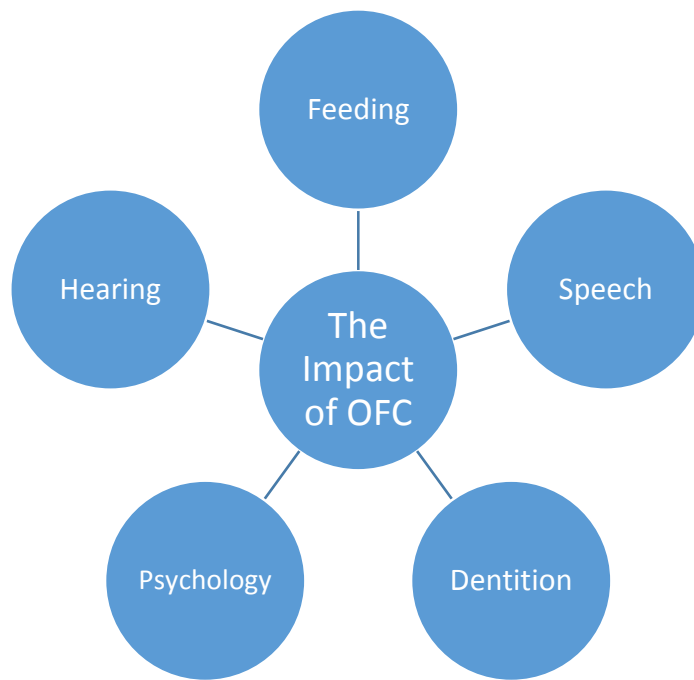 Feeding
Hearing
Speech
The
Impact
of OFC
Psychology
Dentition